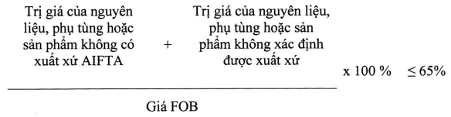 Trị giá của nguyên
liệu, phụ tùng hoặc
sản phẩm không có
xuất xứ AIFTA
+
Trị giá của nguyên liệu,
phụ tùng hoặc sản
phẩm không xác định
được xuất xứ
x 100 % ≤65%
Giá FOB